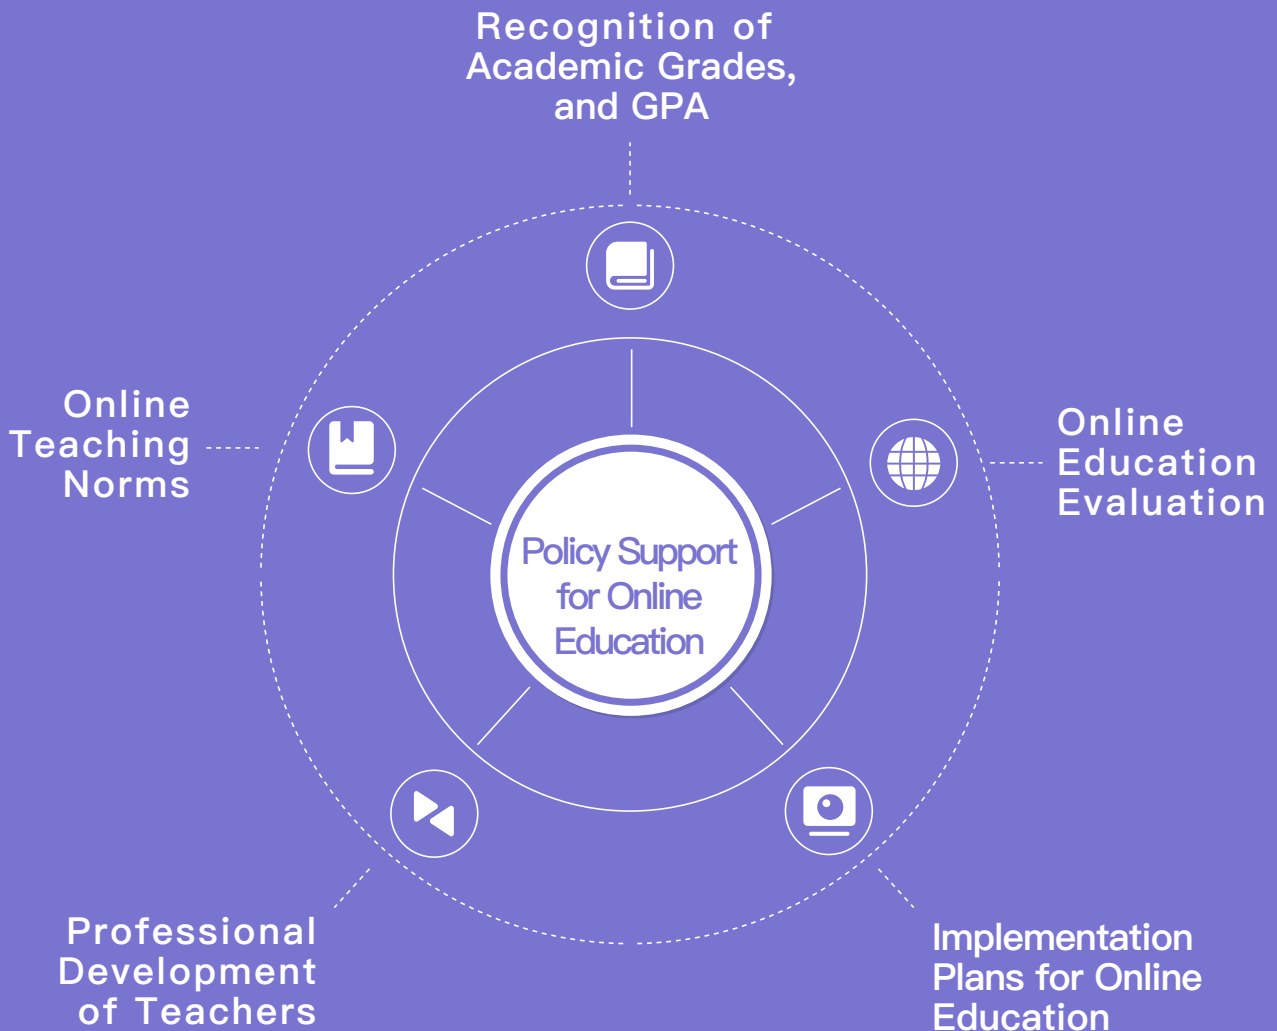 Recognition of
Academic Grades,
and GPA
Online
Teaching
Norms
Online
Education
Evaluation
Policy Support
for Online
Education
Professional
Development
of Teachers
Implementation
Plans for Online
Education